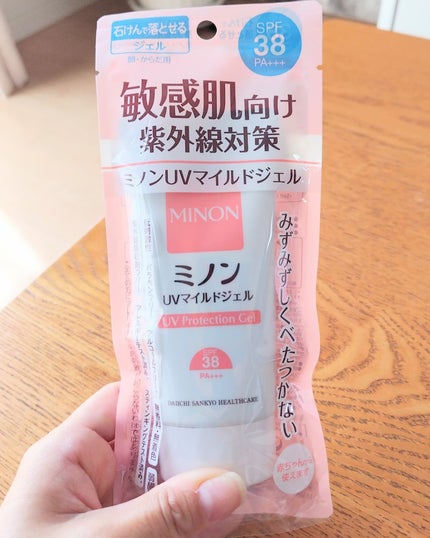 石けんで落とせる
ジェル
顔・からだ用
SPF
38
PA+++
敏感肌向け
紫外線対策
ミノンUVマイルドジェル
MINON
ミノン
UVマイルドジェル
UV Protection Gel
SPF
38
PA+++
DAIICHI SANKYO HEALTHCARE
みずみずしくべたつかない
赤ちゃんから
使えます